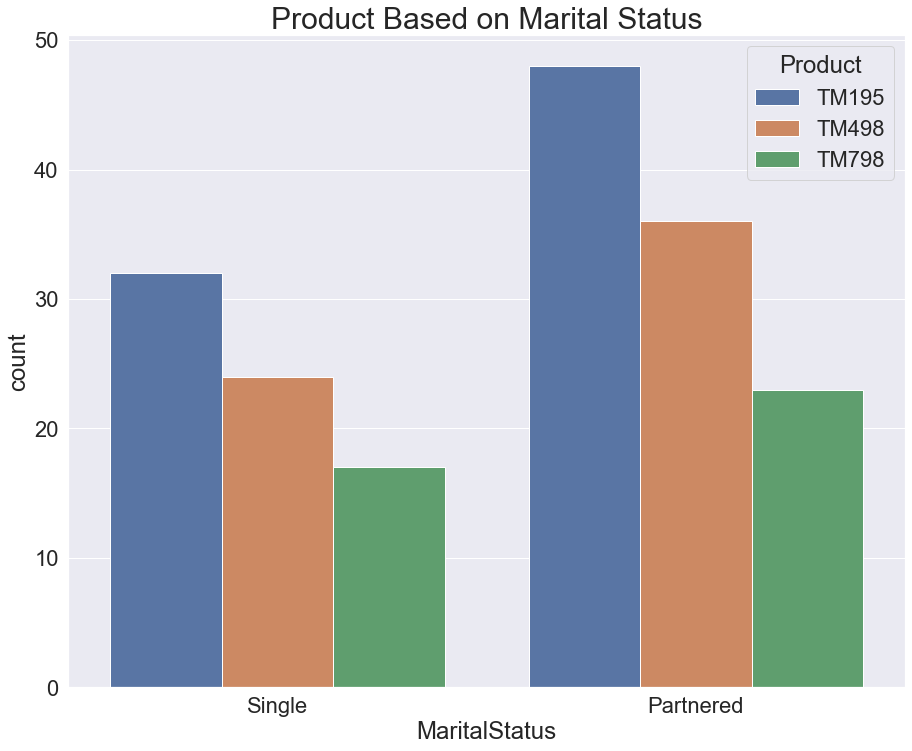 Product Based on Marital Status
50
40
30
20
10
0
count
Product
TM195
TM498
TM798
Single
Partnered
MaritalStatus